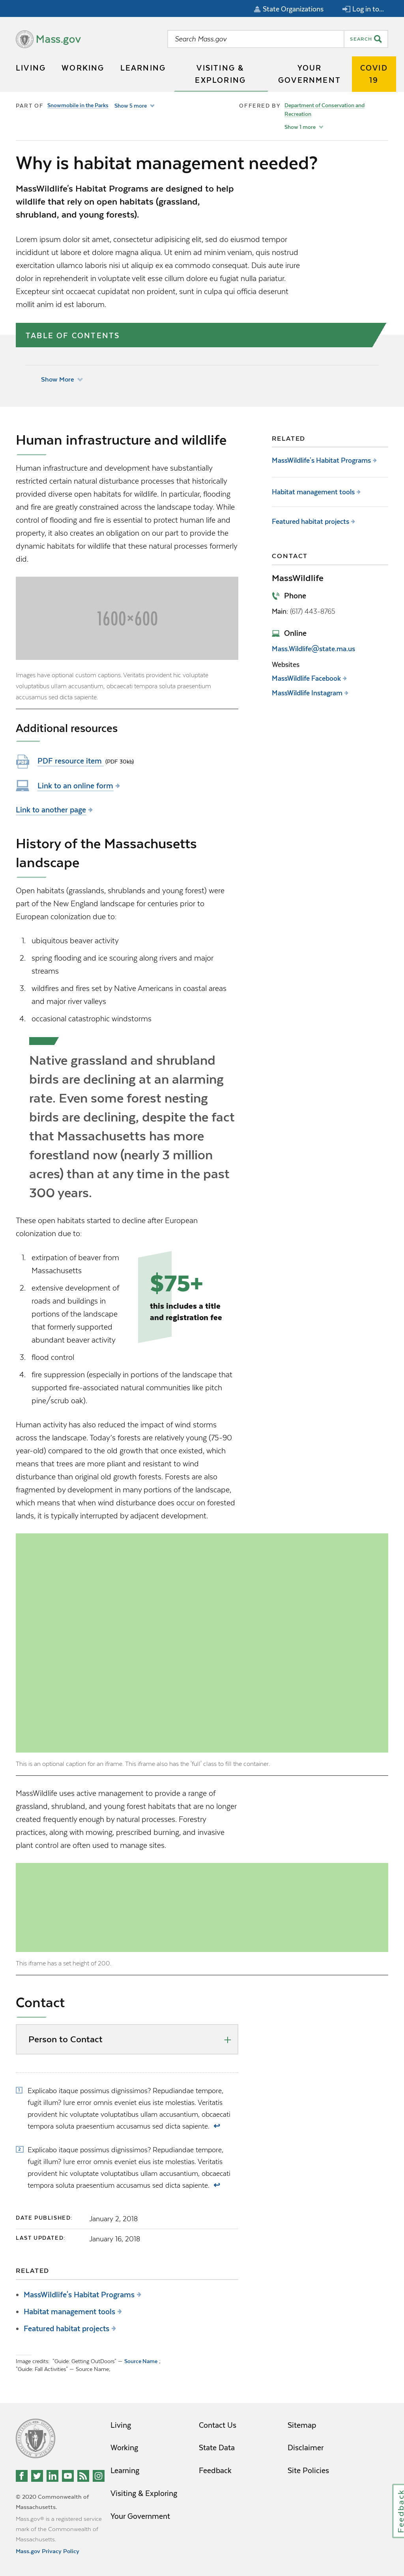 State Organizations
Log in to...
Mass.gov
Search Mass.gov
SEARCH
LIVING
WORKING
LEARNING
VISITING &
EXPLORING
YOUR
GOVERNMENT
COVID
19
PART OF Snowmobile in the Parks Show 5 more
OFFERED BY Department of Conservation and
Recreation
Show 1 more
Why is habitat management needed?
MassWildlife's Habitat Programs are designed to help
wildlife that rely on open habitats (grassland,
shrubland, and young forests).
Lorem ipsum dolor sit amet, consectetur adipisicing elit, sed do eiusmod tempor
incididunt ut labore et dolore magna aliqua. Ut enim ad minim veniam, quis nostrud
exercitation ullamco laboris nisi ut aliquip ex ea commodo consequat. Duis aute irure
dolor in reprehenderit in voluptate velit esse cillum dolore eu fugiat nulla pariatur.
Excepteur sint occaecat cupidatat non proident, sunt in culpa qui officia deserunt
mollit anim id est laborum.
TABLE OF CONTENTS
Show More
Human infrastructure and wildlife
Human infrastructure and development have substantially
restricted certain natural disturbance processes that historically
provided diverse open habitats for wildlife. In particular, flooding
and fire are greatly constrained across the landscape today. While
control of flooding and fire is essential to protect human life and
property, it also creates an obligation on our part to provide the
dynamic habitats for wildlife that these natural processes formerly
did.
1600×600
Images have optional custom captions. Veritatis provident hic voluptate
voluptatibus ullam accusantium, obcaecati tempora soluta praesentium
accusamus sed dicta sapiente.
Additional resources
PDF
PDF resource item (PDF 30kb)
Link to an online form
Link to another page
History of the Massachusetts
landscape
Open habitats (grasslands, shrublands and young forest) were
part of the New England landscape for centuries prior to
European colonization due to:
1. ubiquitous beaver activity
2. spring flooding and ice scouring along rivers and major
streams
3. wildfires and fires set by Native Americans in coastal areas
and major river valleys
4. occasional catastrophic windstorms
Native grassland and shrubland
birds are declining at an alarming
rate. Even some forest nesting
birds are declining, despite the fact
that Massachusetts has more
forestland now (nearly 3 million
acres) than at any time in the past
300 years.
These open habitats started to decline after European
colonization due to:
1. extirpation of beaver from
Massachusetts
2. extensive development of
roads and buildings in
portions of the landscape
that formerly supported
abundant beaver activity
3. flood control
4. fire suppression (especially in portions of the landscape that
supported fire-associated natural communities like pitch
pine/scrub oak).
$75+
this includes a title
and registration fee
Human activity has also reduced the impact of wind storms
across the landscape. Today's forests are relatively young (75-90
year-old) compared to the old growth that once existed, which
means that trees are more pliant and resistant to wind
disturbance than original old growth forests. Forests are also
fragmented by development in many portions of the landscape,
which means that when wind disturbance does occur on forested
lands, it is typically interrupted by adjacent development.
This is an optional caption for an iframe. This iframe also has the 'full' class to fill the container
MassWildlife uses active management to provide a range of
grassland, shrubland, and young forest habitats that are no longer
created frequently enough by natural processes. Forestry
practices, along with mowing, prescribed burning, and invasive
plant control are often used to manage sites.
This iframe has a set height of 200.
Contact
Person to Contact
1 Explicabo itaque possimus dignissimos? Repudiandae tempore,
fugit illum? Iure error omnis eveniet eius iste molestias. Veritatis
provident hic voluptate voluptatibus ullam accusantium, obcaecati
tempora soluta praesentium accusamus sed dicta sapiente. ↩
2 Explicabo itaque possimus dignissimos? Repudiandae tempore,
fugit illum? Iure error omnis eveniet eius iste molestias. Veritatis
provident hic voluptate voluptatibus ullam accusantium, obcaecati
tempora soluta praesentium accusamus sed dicta sapiente. ↩
DATE PUBLISHED: January 2, 2018
LAST UPDATED: January 16, 2018
RELATED
MassWildlife's Habitat Programs
Habitat management tools
Featured habitat projects
Image credits: "Guide: Getting OutDoors" — Source Name ;
"Guide: Fall Activities" — Source Name;
RELATED
MassWildlife's Habitat Programs
Habitat management tools
Featured habitat projects
CONTACT
MassWildlife
Phone
Main: (617) 443-8765
Online
Mass.Wildlife@state.ma.us
Websites
MassWildlife Facebook
MassWildlife Instagram
Living
Working
Learning
Visiting & Exploring
Your Government
Contact Us
State Data
Feedback
Sitemap
Disclaimer
Site Policies
© 2020 Commonwealth of
Massachusetts.
Mass.gov® is a registered service
mark of the Commonwealth of
Massachusetts.
Mass.gov Privacy Policy
Feedback